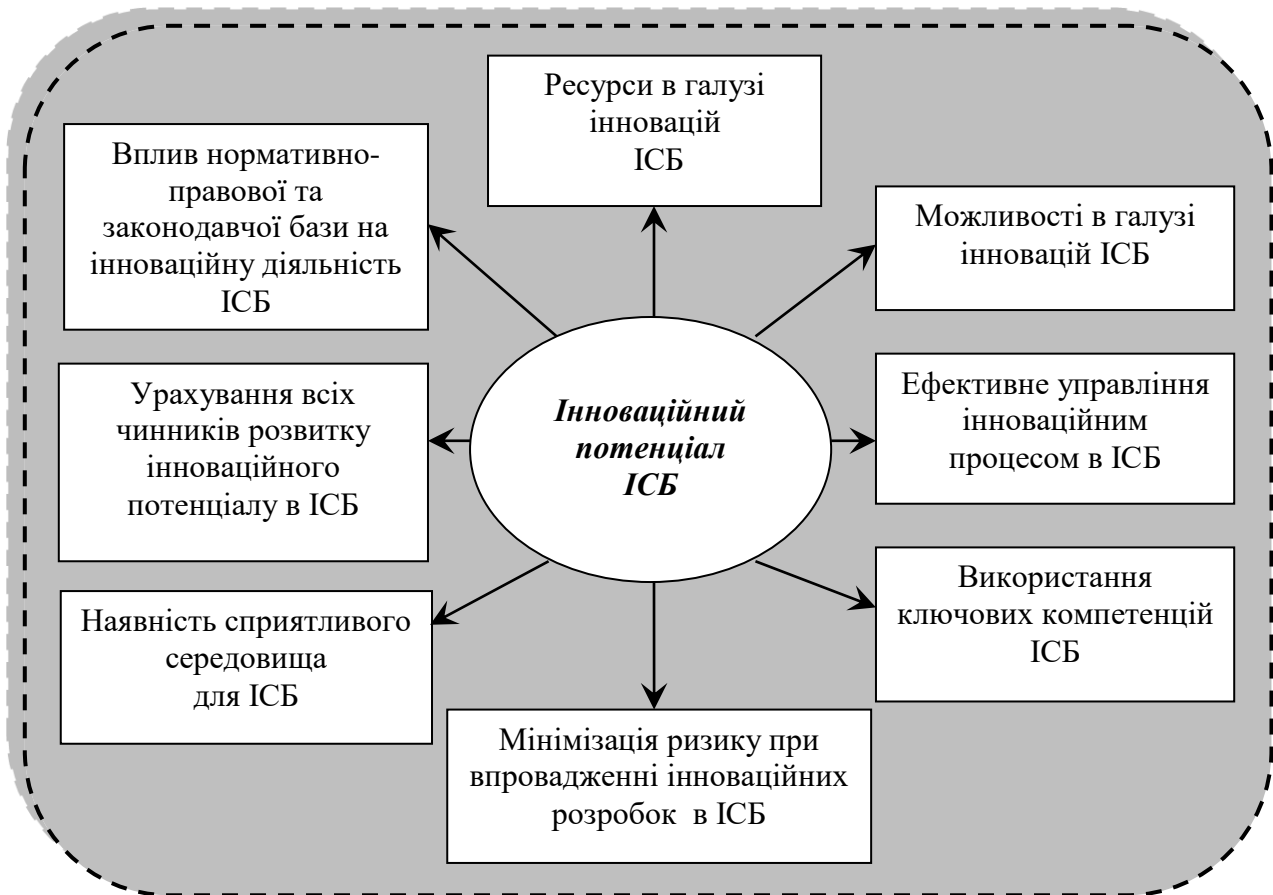 Ресурси в галузі
інновацій
ІСБ
Вплив нормативно-
правової та
законодавчої бази на
інноваційну діяльність
ІСБ
Можливості в галузі
інновацій ІСБ
Урахування всіх
чинників розвитку
інноваційного
потенціалу в ІСБ
Інноваційний
потенціал
ІСБ
Ефективне управління
інноваційним
процесом в ІСБ
Наявність сприятливого
середовища
для ІСБ
Використання
ключових компетенцій
ІСБ
Мінімізація ризику при
впровадженні інноваційних
розробок в ІСБ